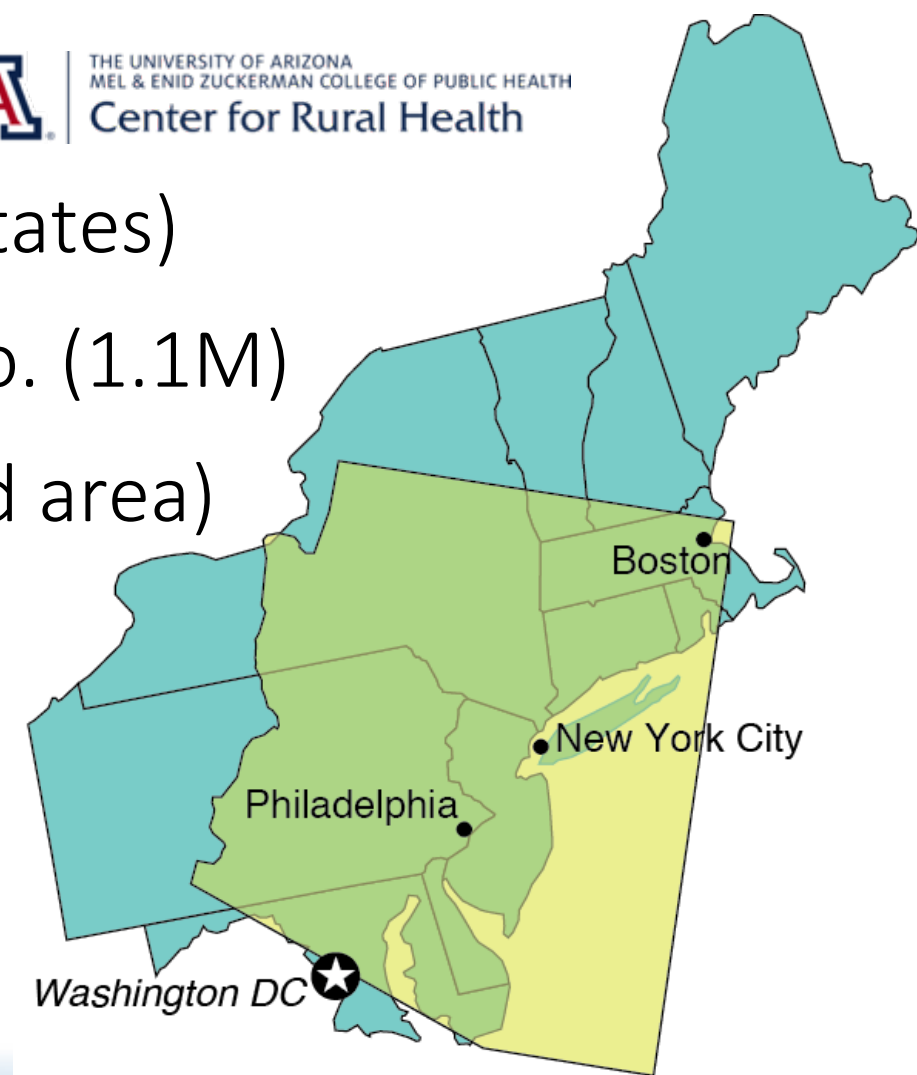 THE UNIVERSITY OF ARIZONA
MEL & ENID ZUCKERMAN COLLEGE OF PUBLIC HEALTH
A® Center for Rural Health
tates)
o. (1.1M)
d area)
Boston
New York City
Philadelphia
Washington DC